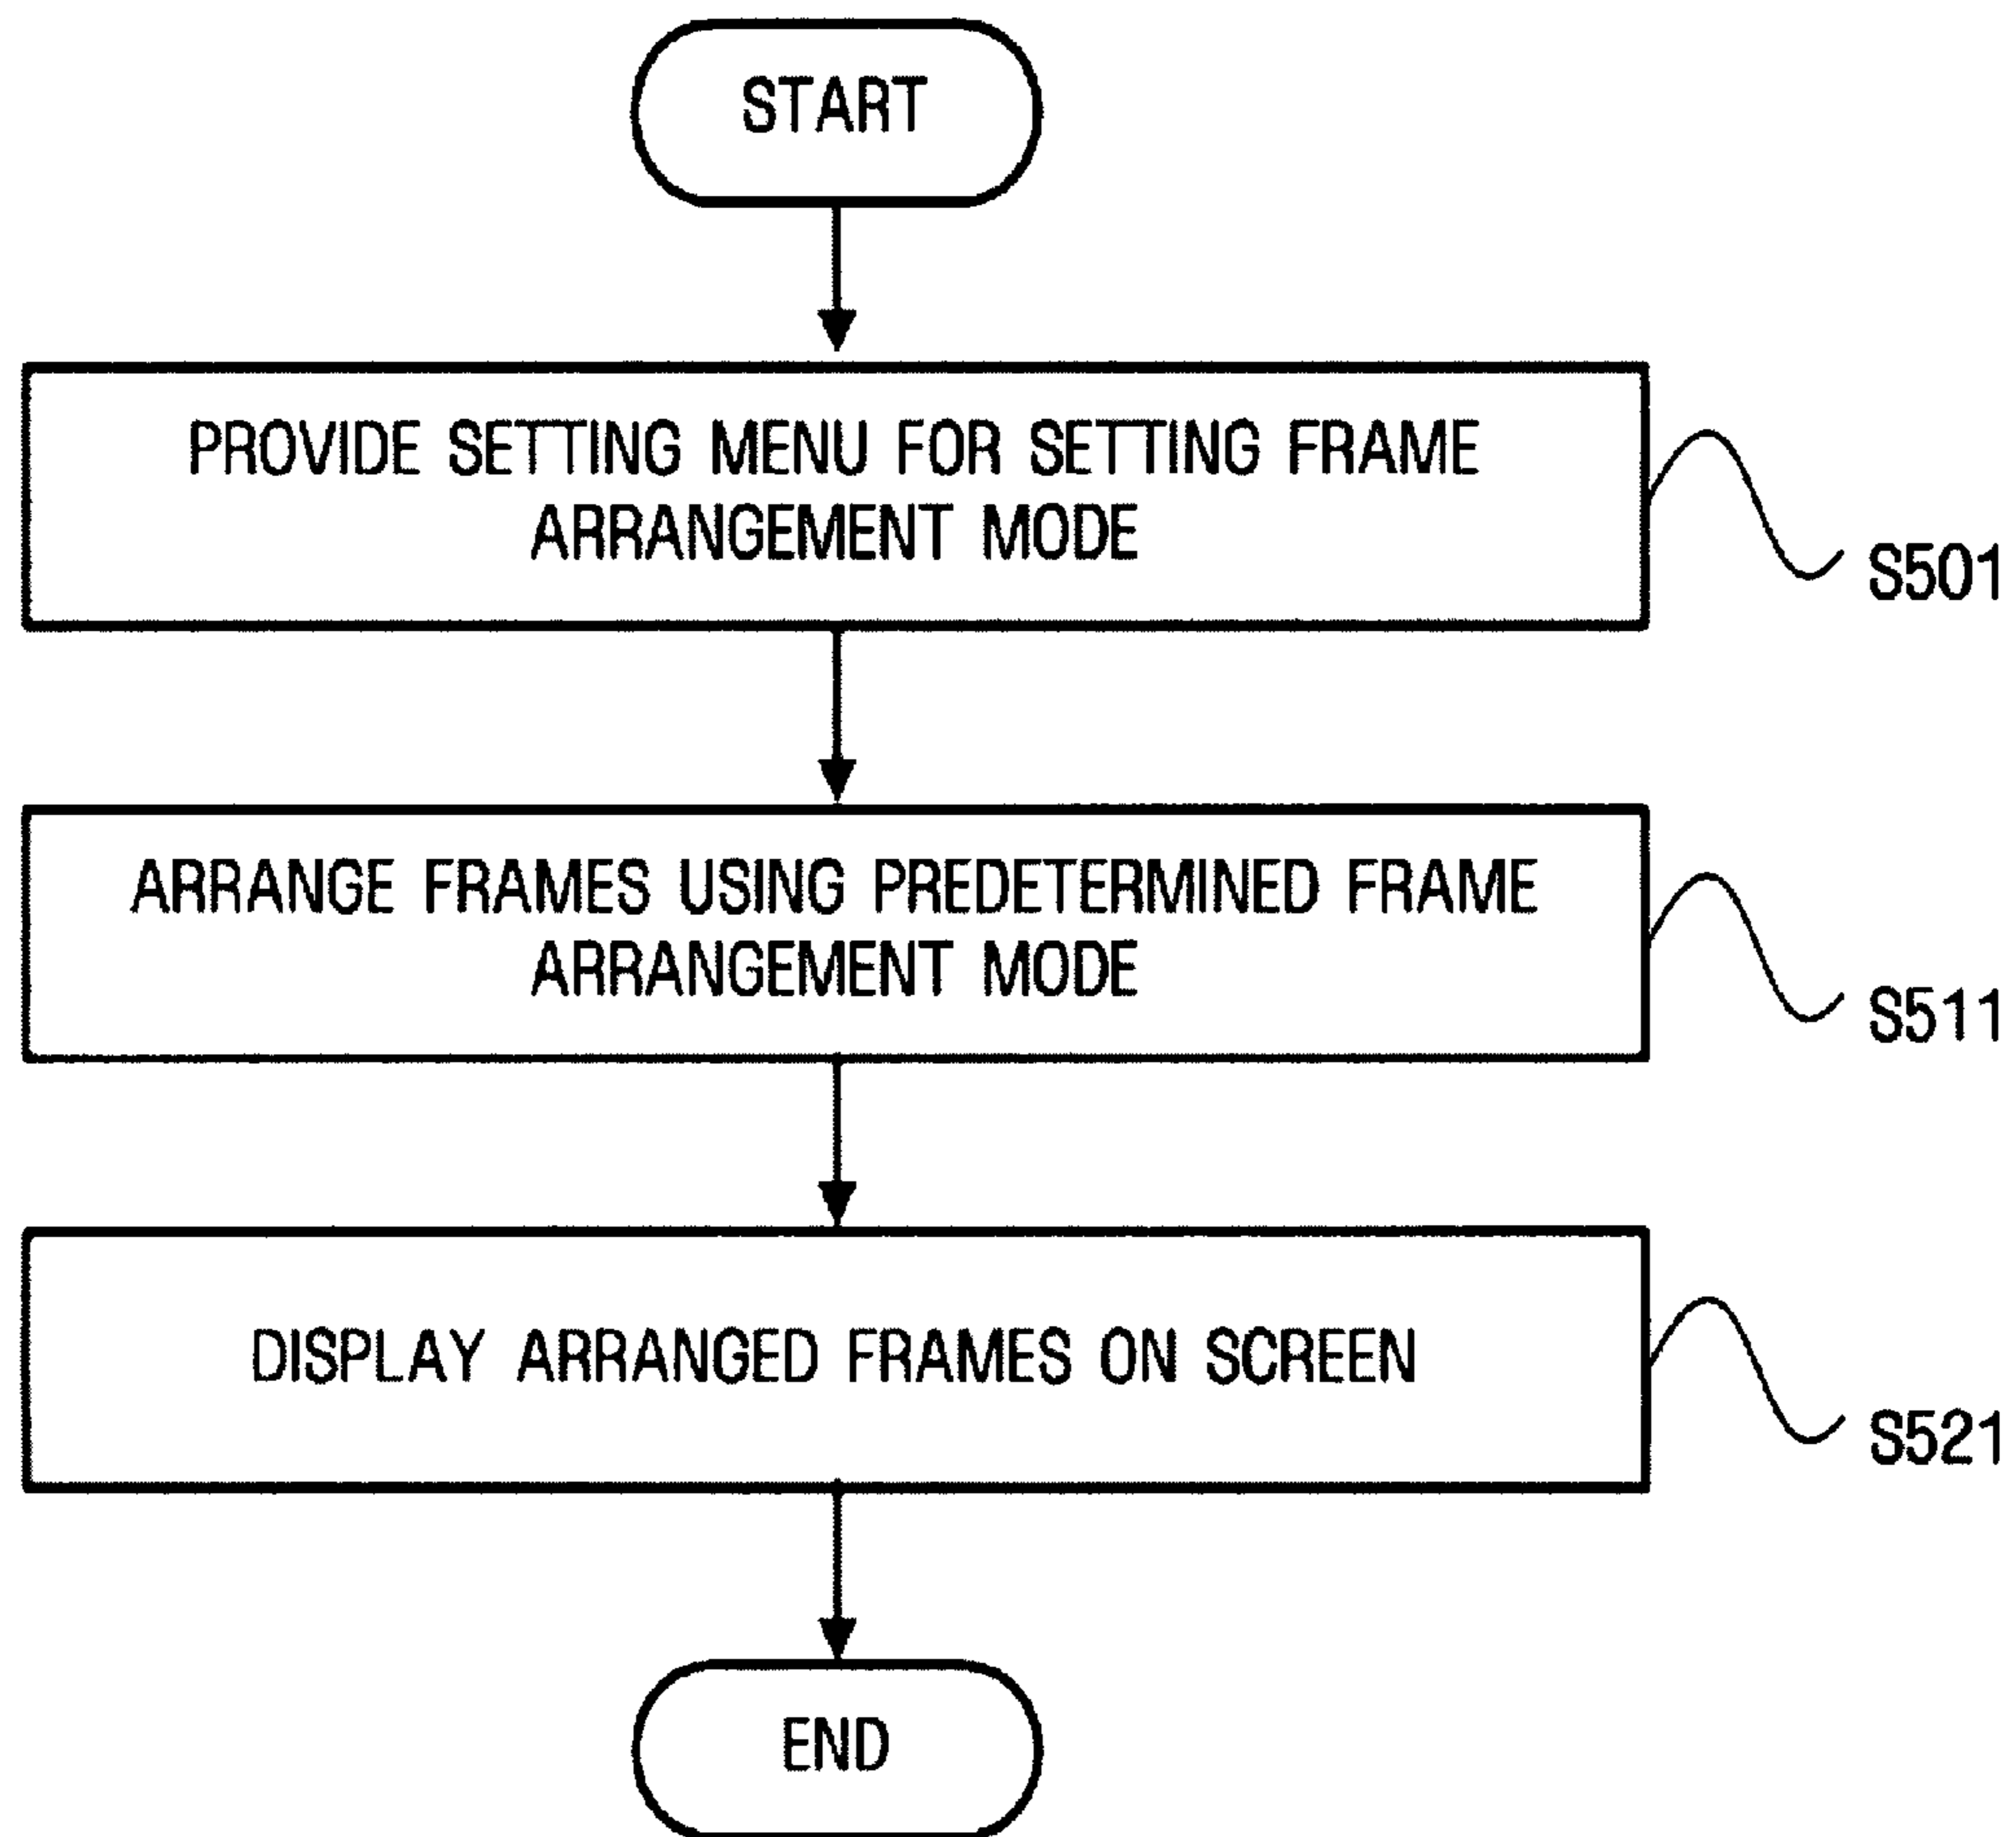 START
PROVIDE SETTING MENU FOR SETTING FRAME
ARRANGEMENT MODE
S501
ARRANGE FRAMES USING PREDETERMINED FRAME
ARRANGEMENT MODE
S511
DISPLAY ARRANGED FRAMES ON SCREEN
S521
END